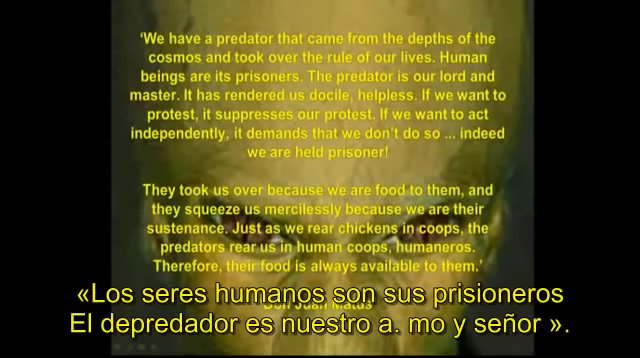 ‘We have a predator that came from the depths of the
cosmos and took over the rule of our lives. Human
beings are its prisoners. The predator is our lord and
master. It has rendered us docile, helpless. If we want to
protest, it suppresses our protest. If we want to act
independently, it demands that we don't do so ... indeed
we are held prisoner!
They took us over because we are food to them, and
they squeeze us mercilessly because we are their
sustenance. Just as we rear chickens in coops, the
predators rear us in human coops, humaneros.
Therefore, their food is always available to them.’
Don Juan Matus
«Los seres humanos son sus prisioneros
El depredador es nuestro a. mo y señor ».